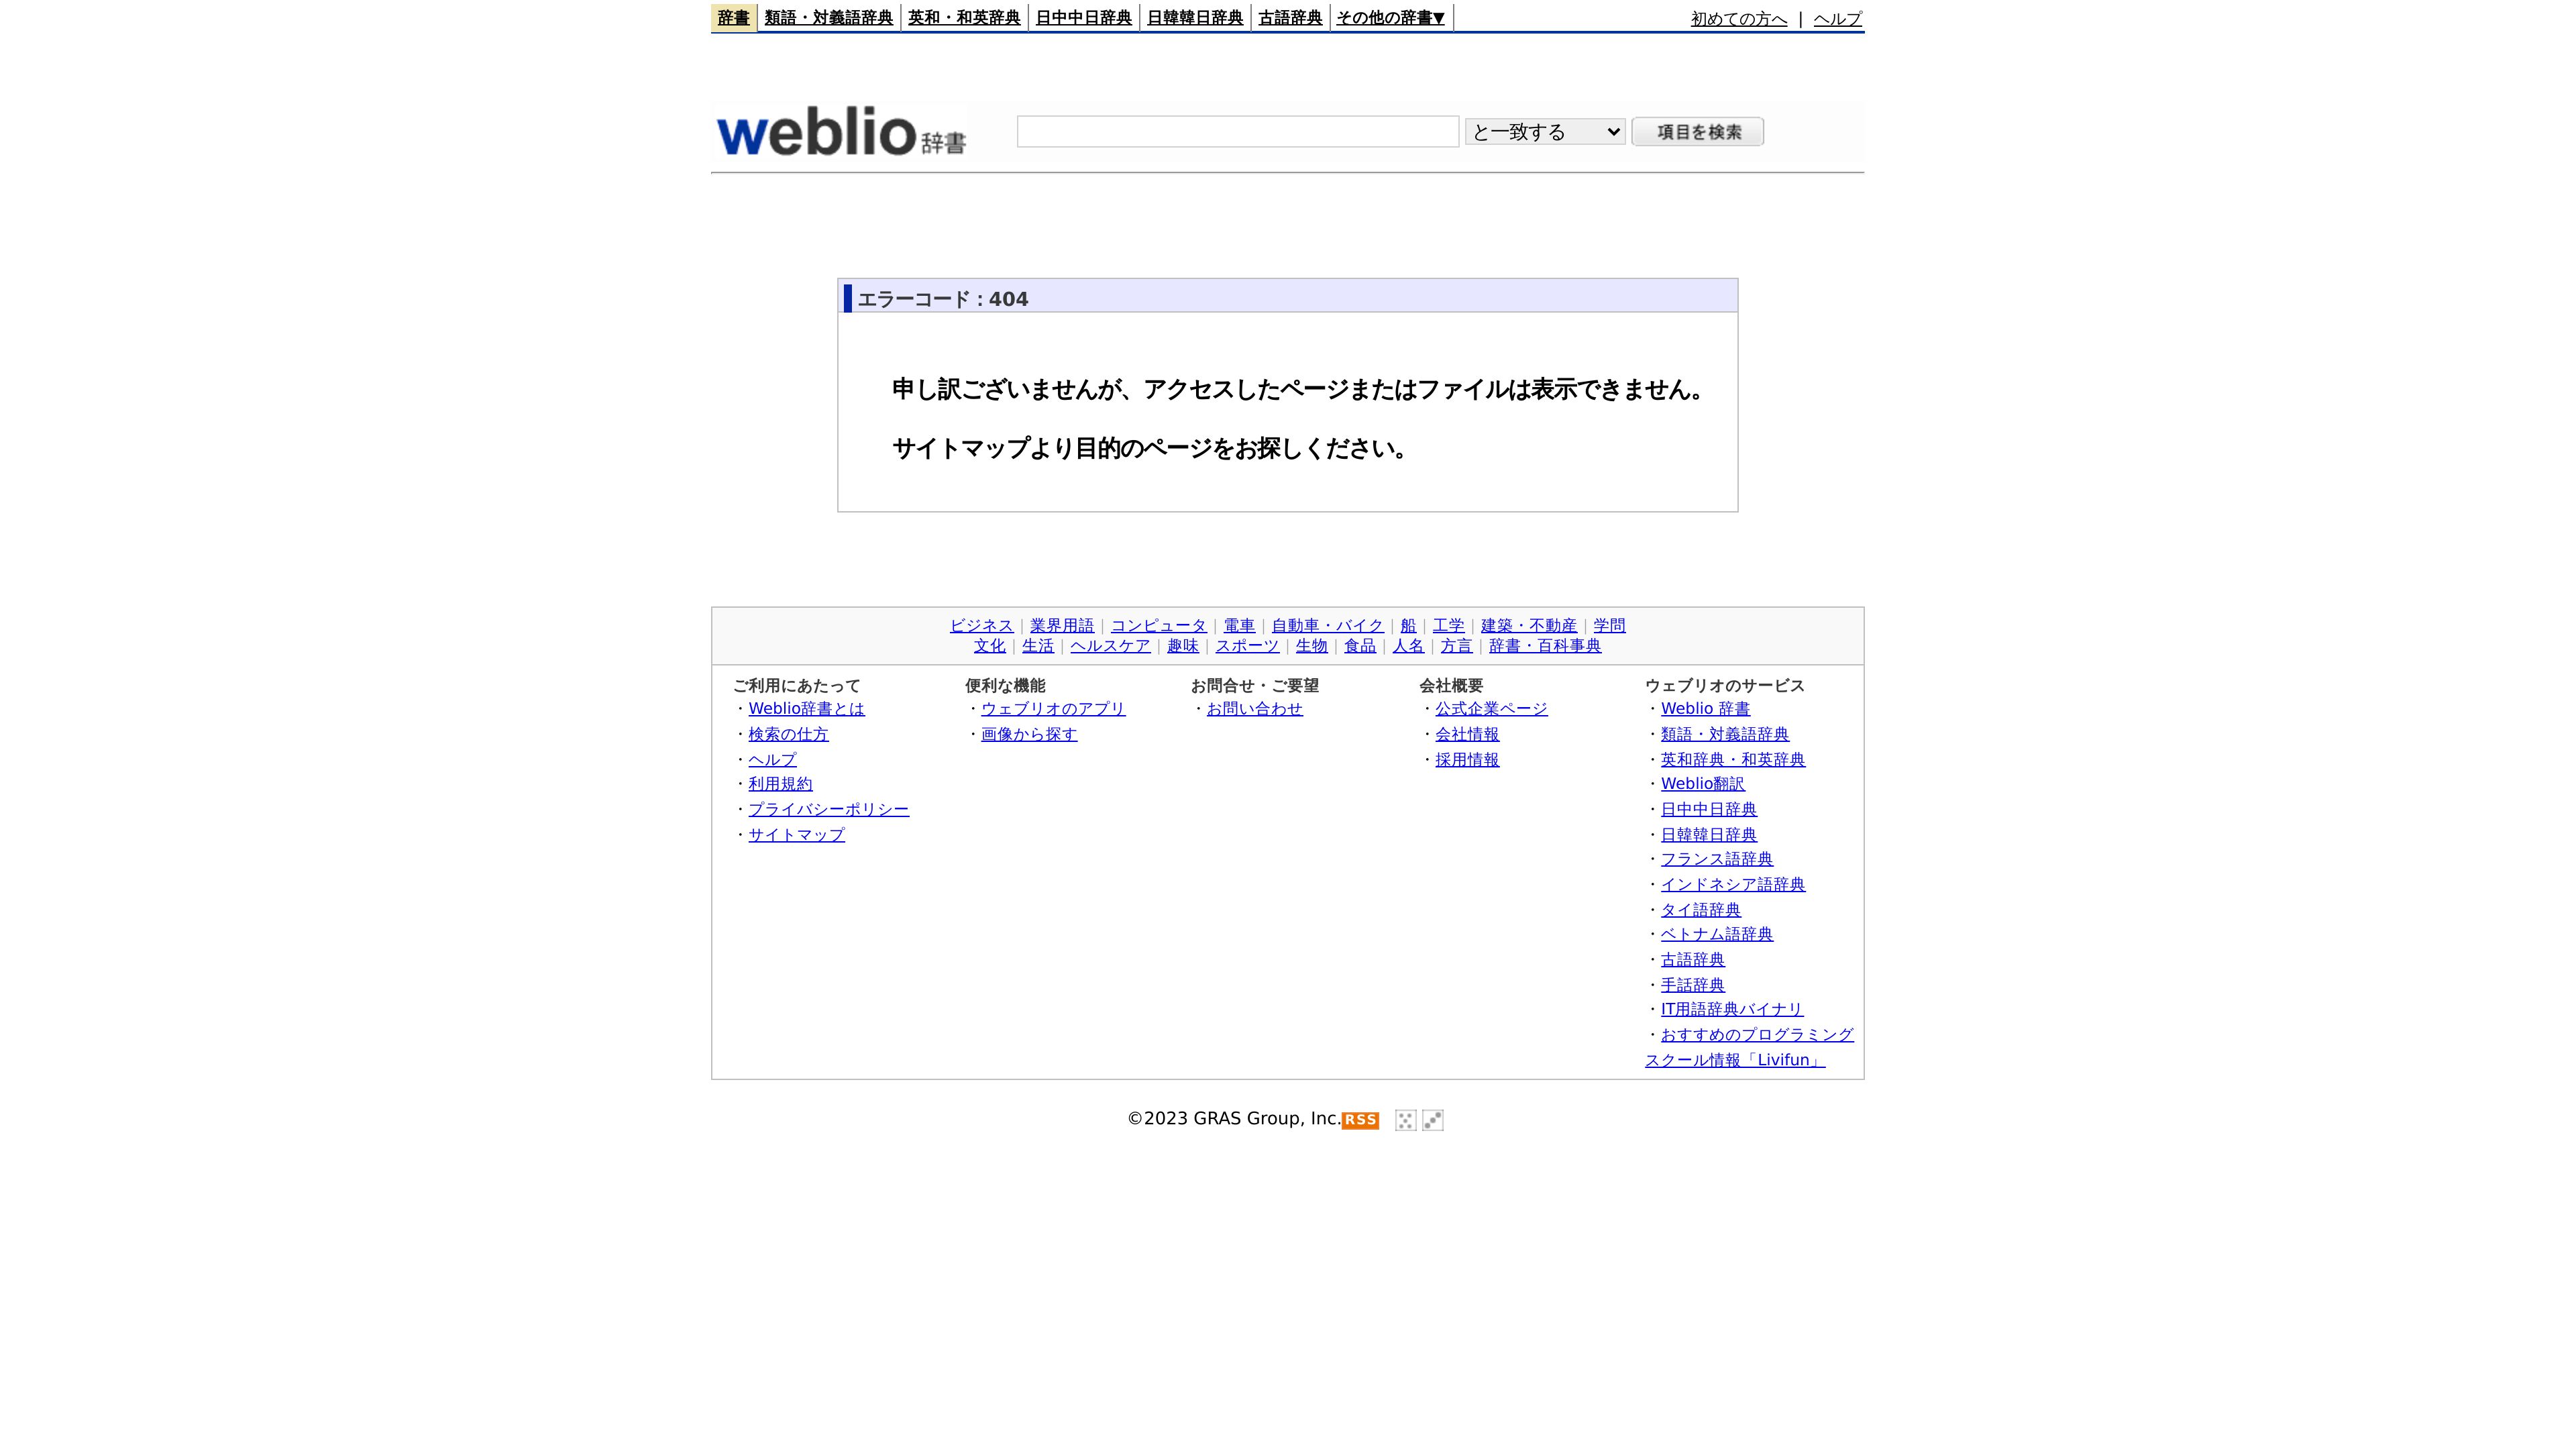 辞書 類語・対義語辞典 英和・和英辞典 日中中日辞典 日韓韓日辞典 古語辞典 その他の辞書▼ 初めての方へ | ヘルプ
weblio辞書 と一致する 項目を検索
エラーコード：404
申し訳ございませんが、アクセスしたページまたはファイルは表示できません。
サイトマップより目的のページをお探しください。
ビジネス｜業界用語｜コンピュータ｜電車｜自動車・バイク｜船｜工学｜建築・不動産｜学問
文化｜生活｜ヘルスケア｜趣味｜スポーツ｜生物｜食品｜人名｜方言｜辞書・百科事典
ご利用にあたって
・Weblio辞書とは
・検索の仕方
・ヘルプ
・利用規約
・プライバシーポリシー
・サイトマップ
便利な機能
・ウェブリオのアプリ
・画像から探す
お問合せ・ご要望
・お問い合わせ
会社概要
・公式企業ページ
・会社情報
・採用情報
ウェブリオのサービス
・Weblio 辞書
・類語・対義語辞典
・英和辞典・和英辞典
・Weblio翻訳
・日中中日辞典
・日韓韓日辞典
・フランス語辞典
・インドネシア語辞典
・タイ語辞典
・ベトナム語辞典
・古語辞典
・手話辞典
・IT用語辞典バイナリ
・おすすめのプログラミング
スクール情報「Livifun」
©2023 GRAS Group, Inc.RSS